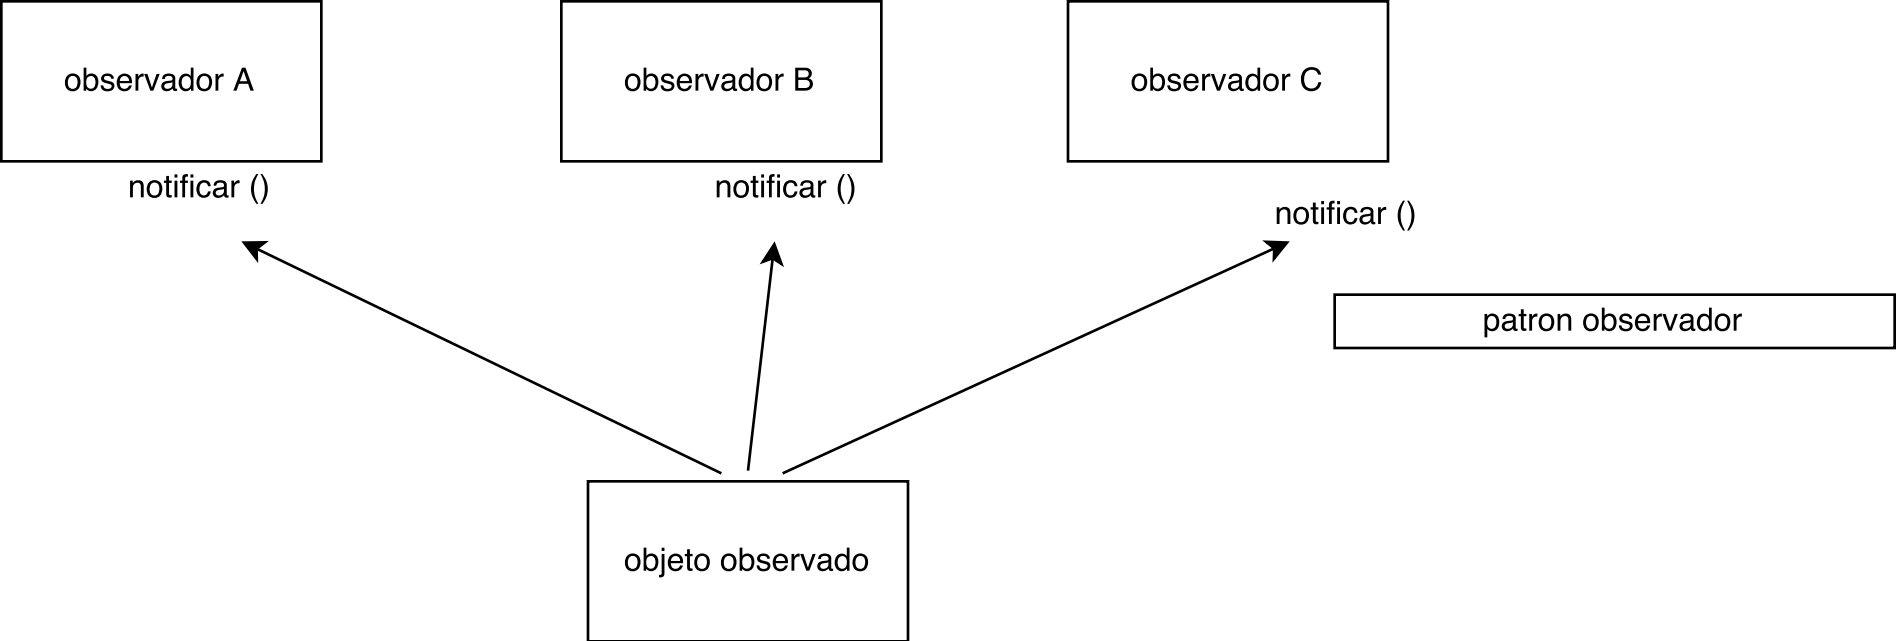 observador A
observador B
observador C
notificar ()
notificar ()
notificar ()
patron observador
objeto observado